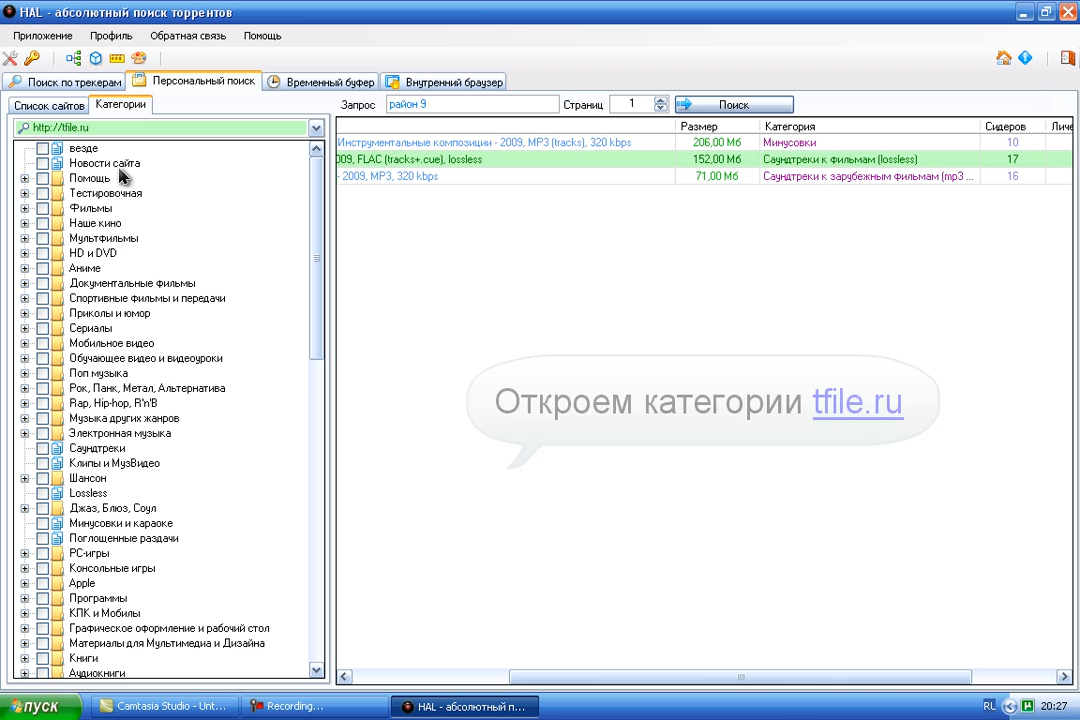 HAL - абсолютный поиск торрентов
Приложение Профиль Обратная связь Помощь
Поиск по трекерам Персональный поиск Временный буфер Внутренний браузер
Список сайтов Категории
Запрос район 9 Страниц 1 Поиск
http://tfile.ru
везде
Новости сайта
Помощь
Тестировочная
Фильмы
Наше кино
Мультфильмы
HD и DVD
Аниме
Документальные фильмы
Спортивные фильмы и передачи
Приколы и юмор
Сериалы
Мобильное видео
Обучающее видео и видеоуроки
Поп музыка
Рок, Панк, Метал, Альтернатива
Rap, Hip-hop, R'n'B
Музыка других жанров
Электронная музыка
Саундтреки
Клипы и МузВидео
Шансон
Lossless
Джаз, Блюз, Соул
Минусовки и караоке
Поглощенные раздачи
PC-игры
Консольные игры
Apple
Программы
КПК и Мобилы
Графическое оформление и рабочий стол
Материалы для Мультимедиа и Дизайна
Книги
Аудиокниги
Размер Категория Сидеров Личе
Инструментальные композиции - 2009, MP3 (tracks), 320 kbps 206,00 Мб Минусовки 10
009, FLAC (tracks+.cue), lossless 152,00 Мб Саундтреки к фильмам (lossless) 17
- 2009, MP3, 320 kbps 71,00 Мб Саундтреки к зарубежным фильмам (mp3 ... 16
Откроем категории tfile.ru
пуск Camtasia Studio - Unt... Recording... HAL - абсолютный п... RL 20:27